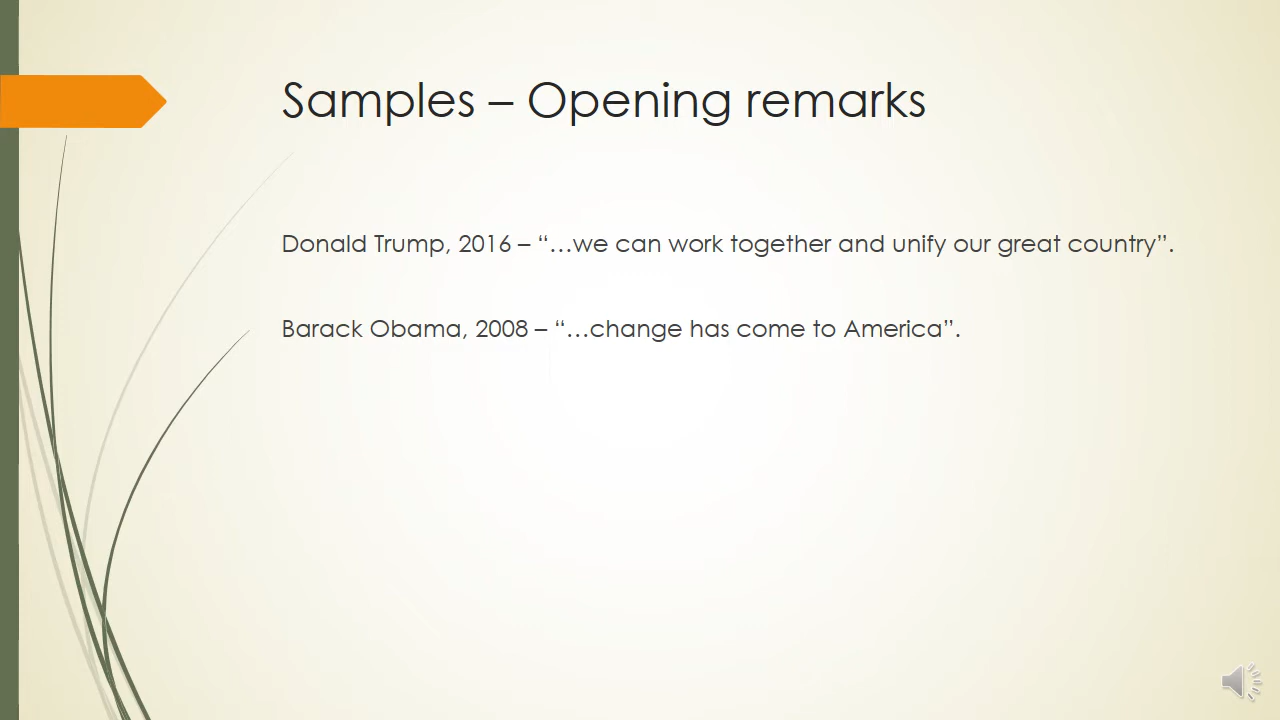 Samples – Opening remarks
Donald Trump, 2016 – “…we can work together and unify our great country”.
Barack Obama, 2008 – “…change has come to America”.